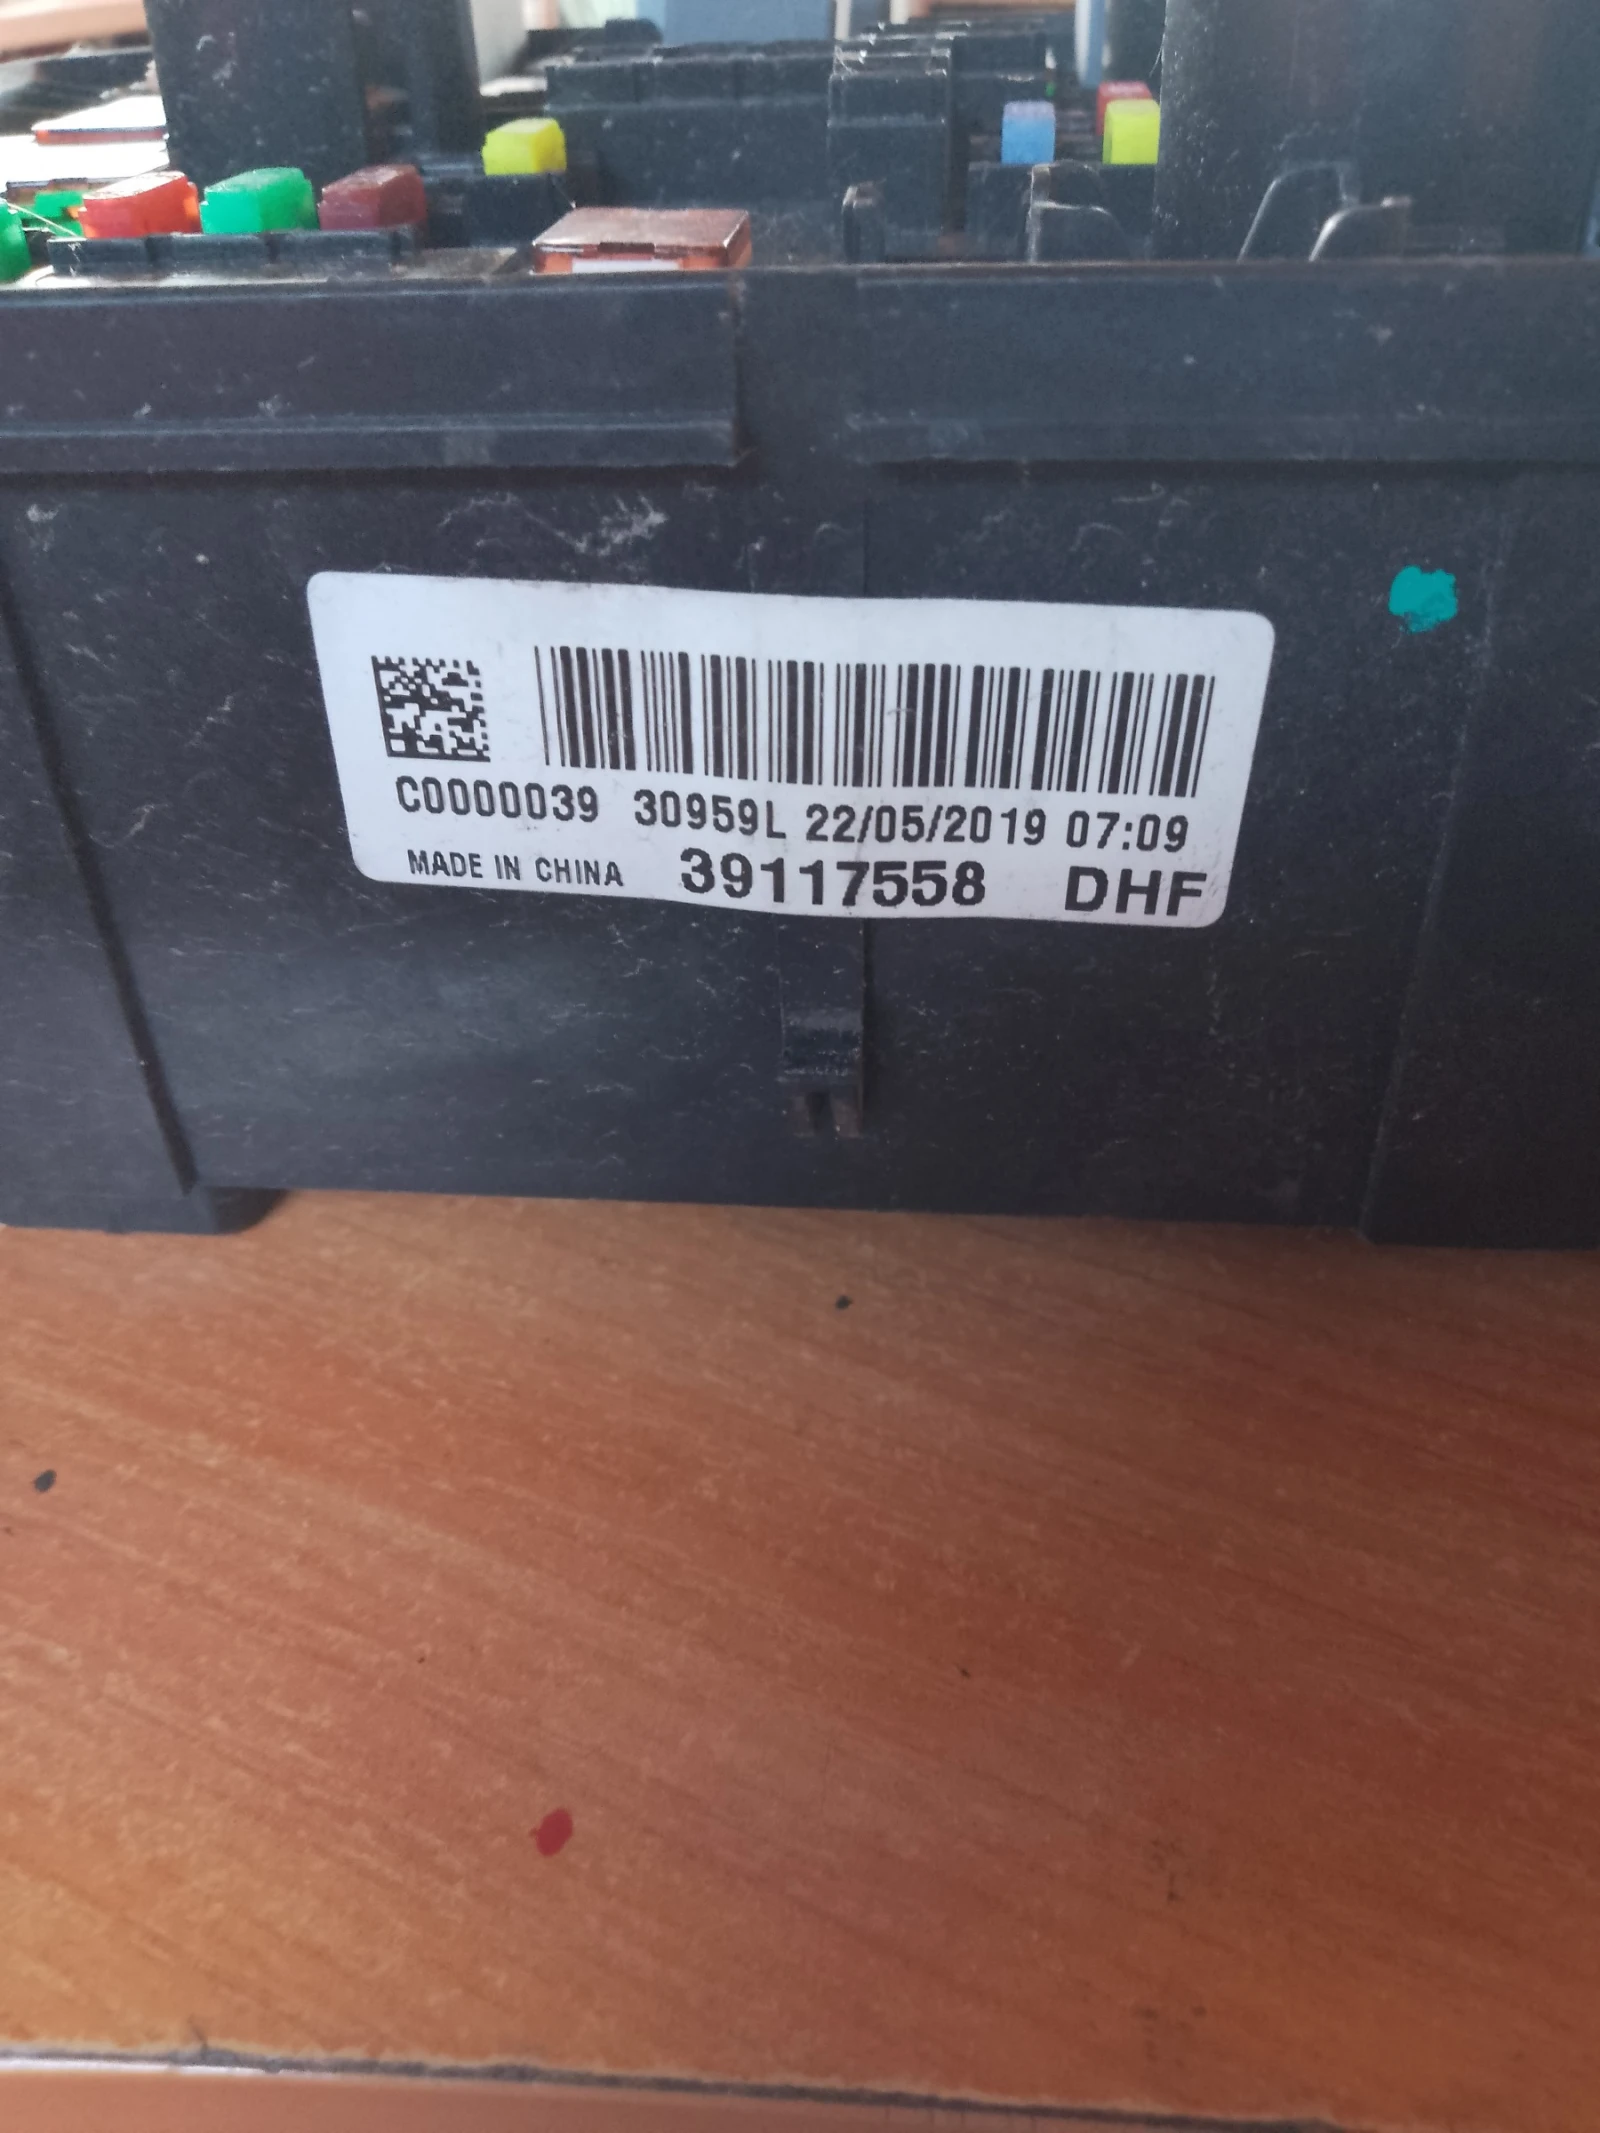 C0000039 30959L 22/05/2019 07:09
MADE IN CHINA 39117558 DHF